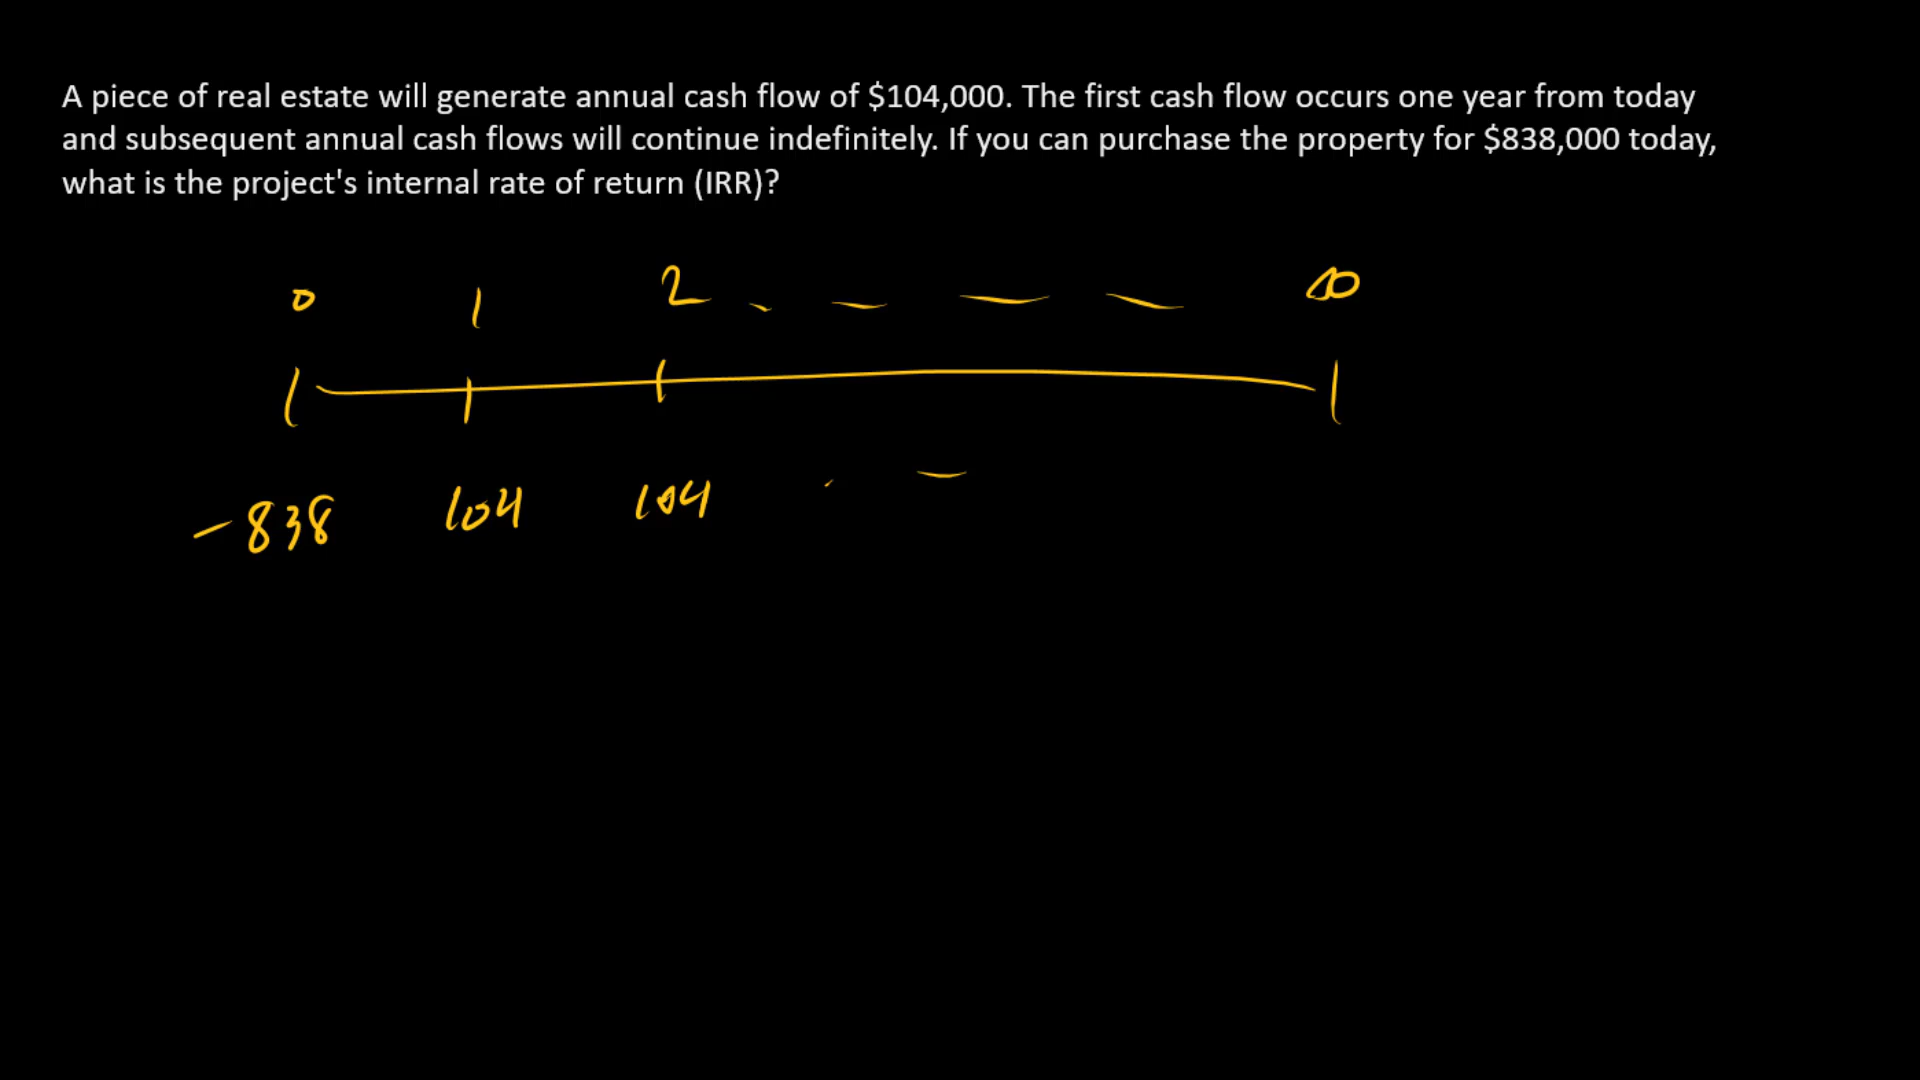 A piece of real estate will generate annual cash flow of $104,000. The first cash flow occurs one year from today
and subsequent annual cash flows will continue indefinitely. If you can purchase the property for $838,000 today,
what is the project's internal rate of return (IRR)?
0 1 2 . — — — ∞
-838 104 104 . —